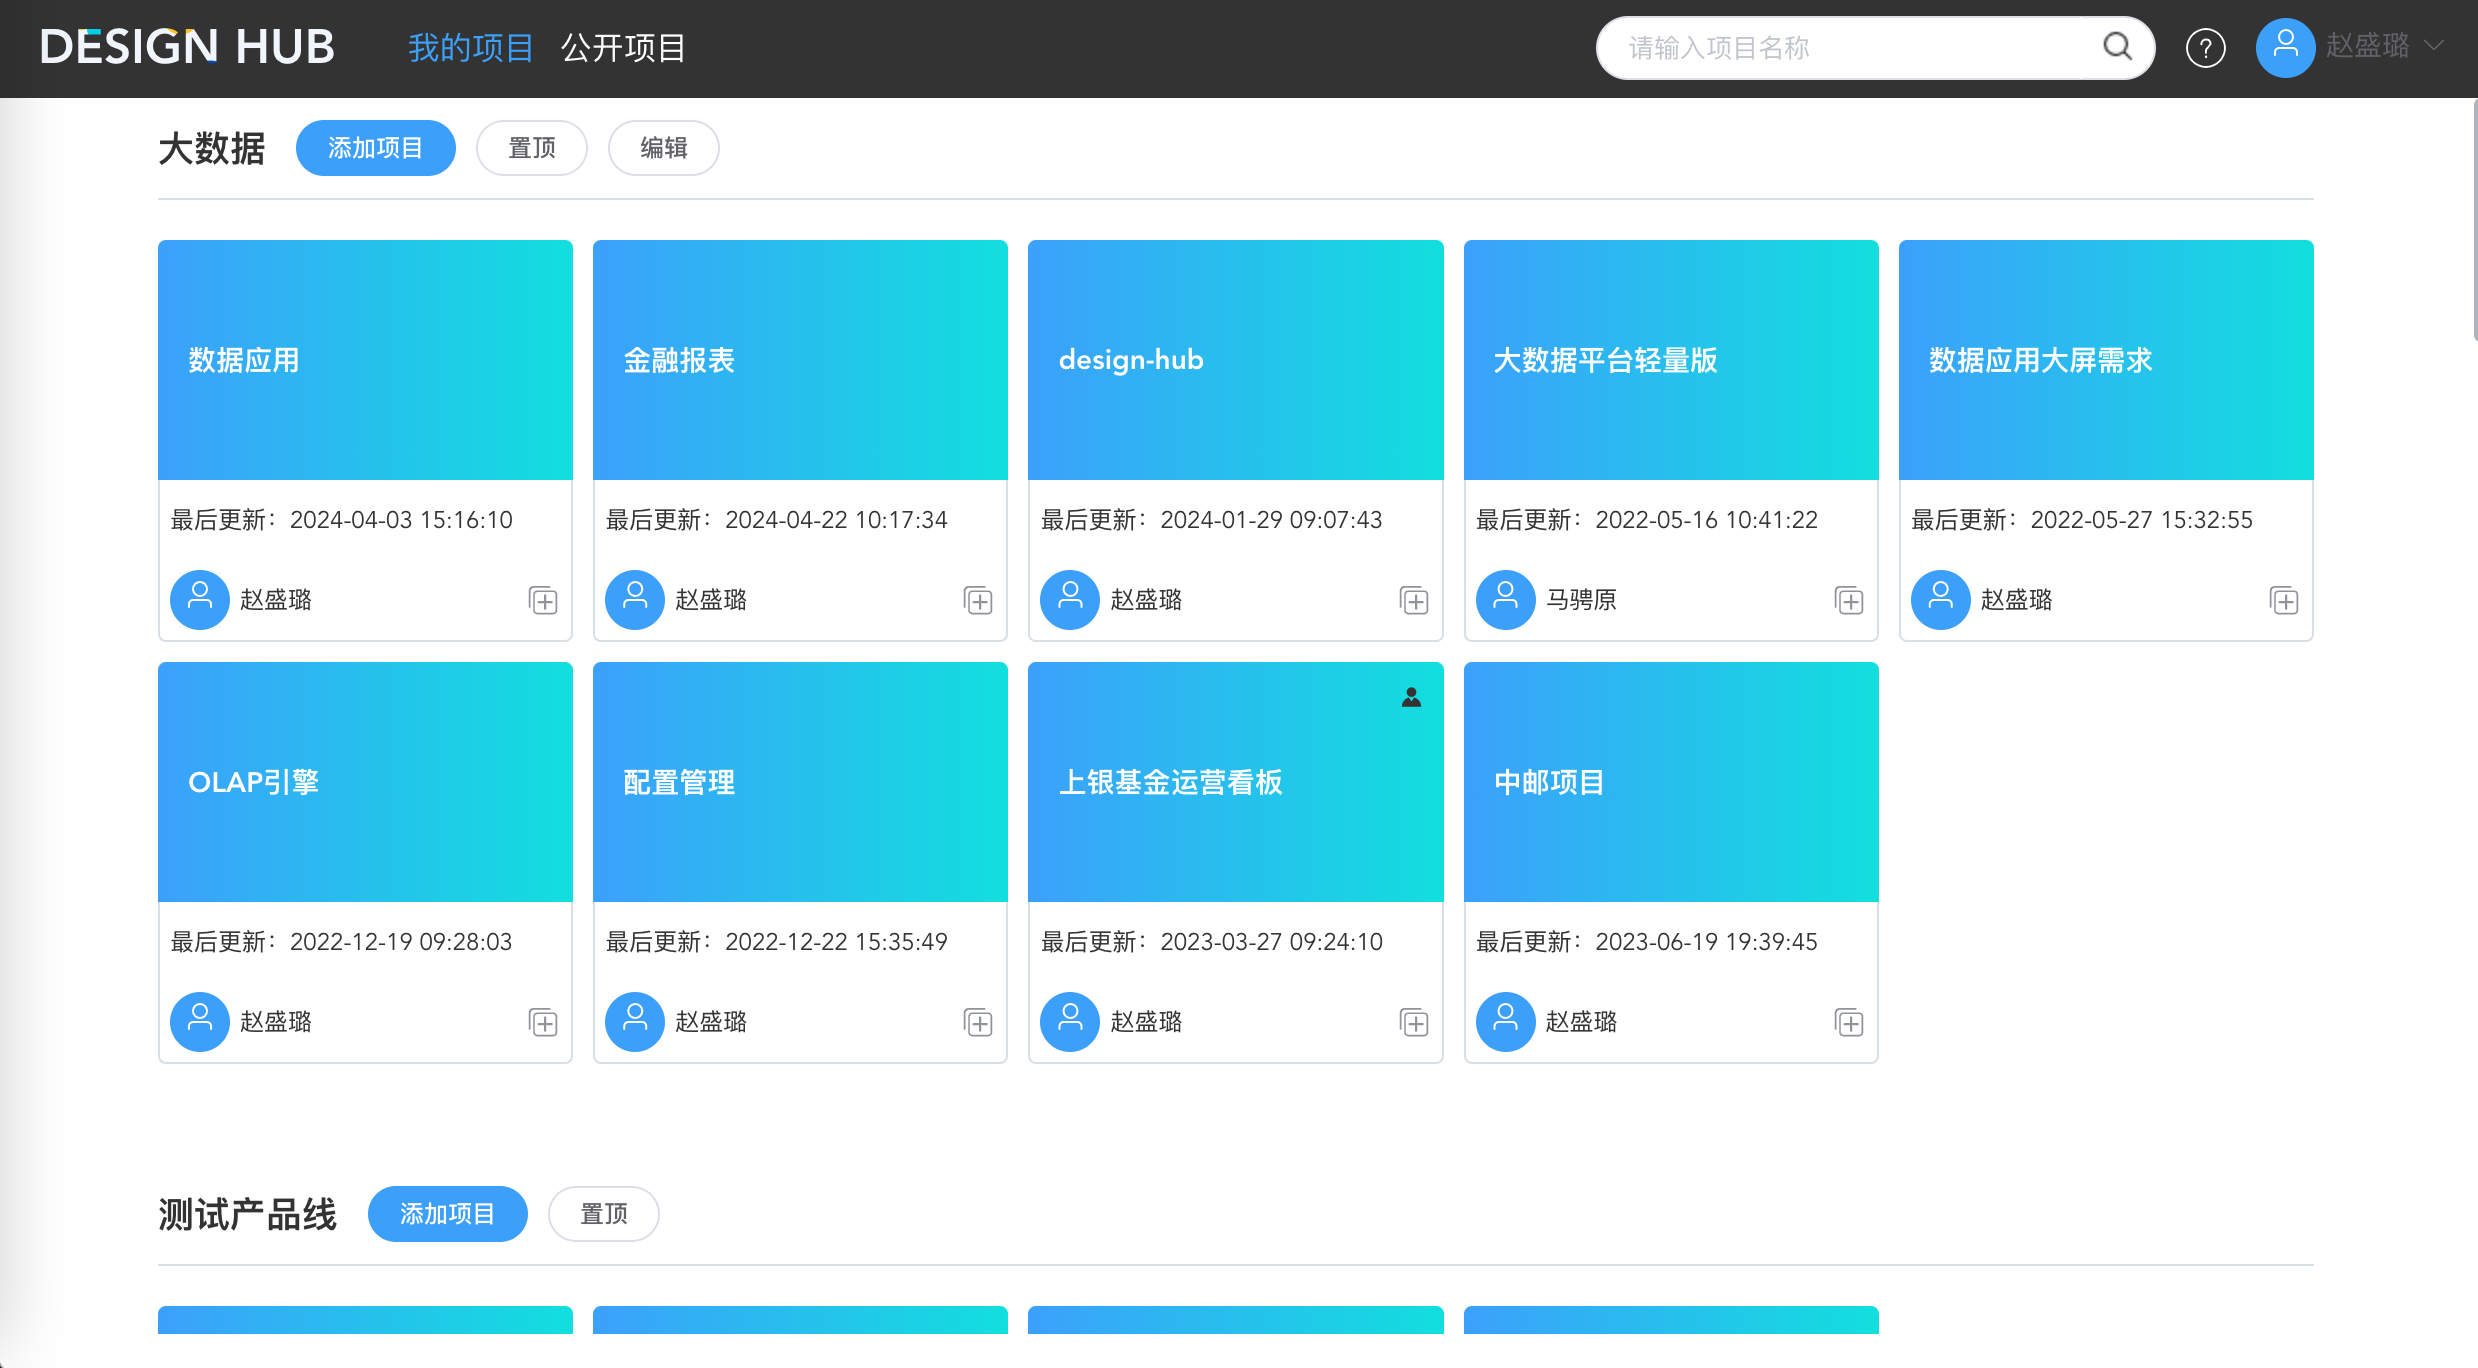 DESIGN HUB 我的项目 公开项目 请输入项目名称 赵盛璐
大数据 添加项目 置顶 编辑
数据应用 金融报表 design-hub 大数据平台轻量版 数据应用大屏需求
最后更新：2024-04-03 15:16:10 最后更新：2024-04-22 10:17:34 最后更新：2024-01-29 09:07:43 最后更新：2022-05-16 10:41:22 最后更新：2022-05-27 15:32:55
赵盛璐 赵盛璐 赵盛璐 马骋原 赵盛璐
OLAP引擎 配置管理 上银基金运营看板 中邮项目
最后更新：2022-12-19 09:28:03 最后更新：2022-12-22 15:35:49 最后更新：2023-03-27 09:24:10 最后更新：2023-06-19 19:39:45
赵盛璐 赵盛璐 赵盛璐 赵盛璐
测试产品线 添加项目 置顶